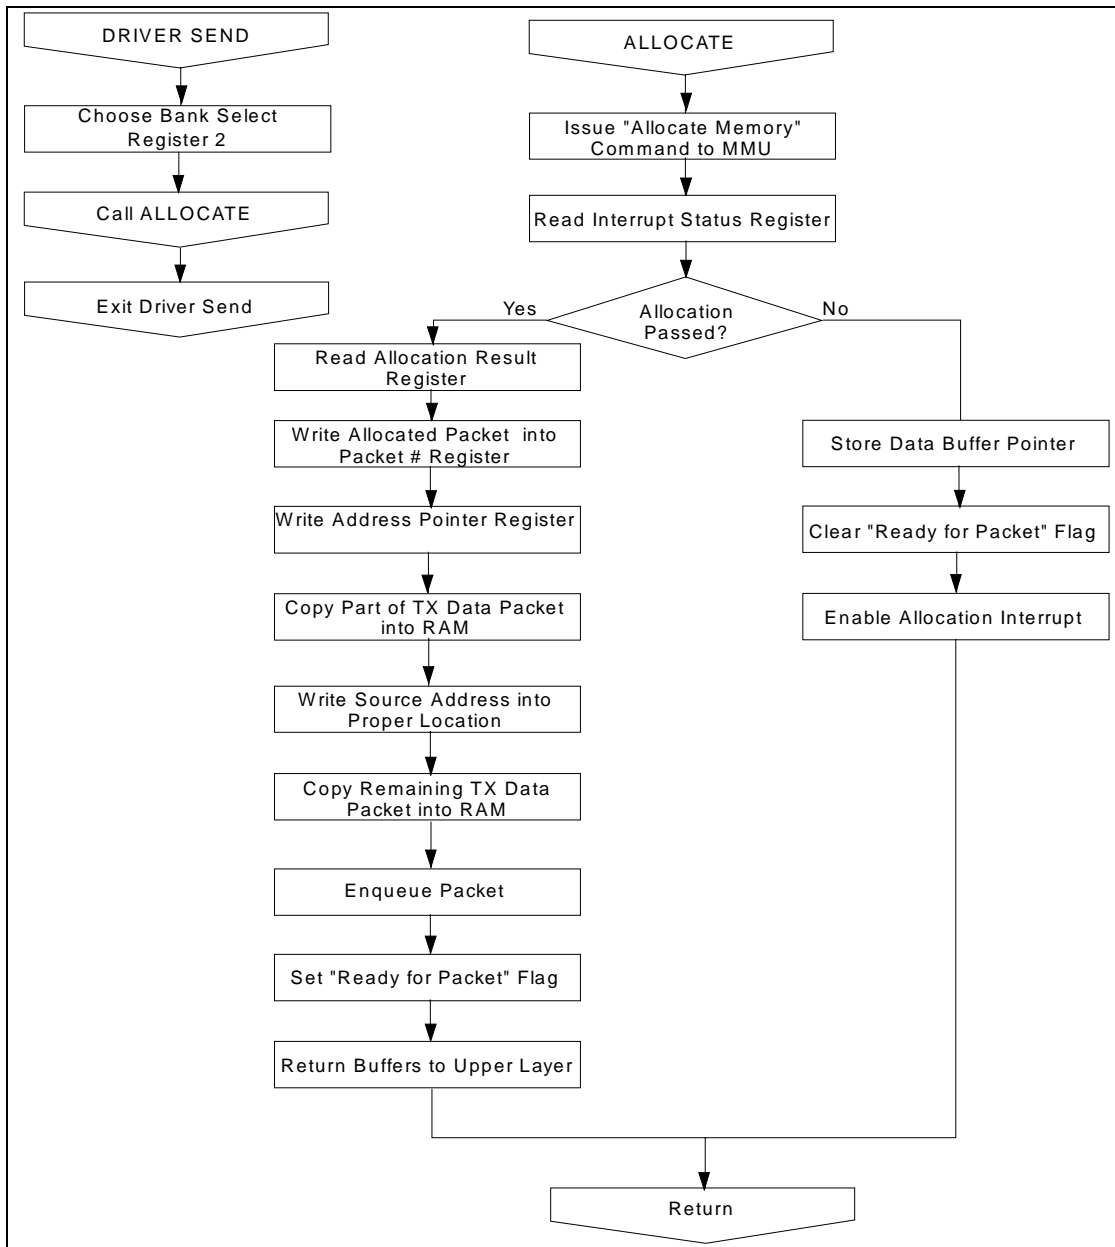 DRIVER SEND
Choose Bank Select
Register 2
Call ALLOCATE
Exit Driver Send
ALLOCATE
Issue "Allocate Memory"
Command to MMU
Read Interrupt Status Register
Allocation
Passed?
Yes
No
Read Allocation Result
Register
Write Allocated Packet into
Packet # Register
Write Address Pointer Register
Copy Part of TX Data Packet
into RAM
Write Source Address into
Proper Location
Copy Remaining TX Data
Packet into RAM
Enqueue Packet
Set "Ready for Packet" Flag
Return Buffers to Upper Layer
Store Data Buffer Pointer
Clear "Ready for Packet" Flag
Enable Allocation Interrupt
Return